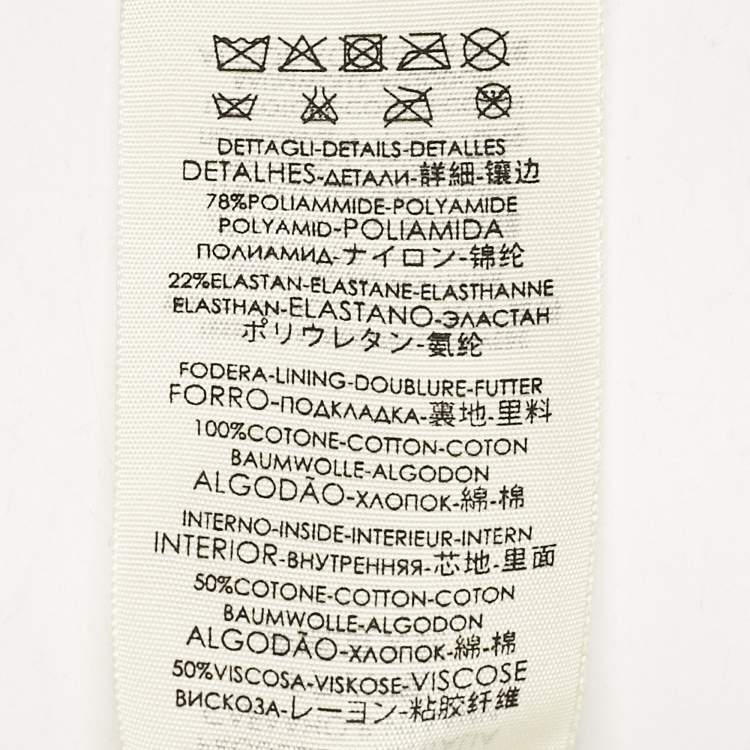 DETTAGLI-DETAILS-DETALLES
DETALHES-ДЕТАЛИ-詳細-镶边
78%POLIAMMIDE-POLYAMIDE
POLYAMID-POLIAMIDA
ПОЛИАМИД-ナイロン-锦纶
22%ELASTAN-ELASTANE-ELASTHANNE
ELASTHAN-ELASTANO-ЭЛАСТАН
ポリウレタン-氨纶
FODERA-LINING-DOUBLURE-FUTTER
FORRO-ПОДКЛАДКА-裏地-里料
100%COTONE-COTTON-COTON
BAUMWOLLE-ALGODON
ALGODÃO-ХЛОПОК-綿-棉
INTERNO-INSIDE-INTERIEUR-INTERN
INTERIOR-ВНУТРЕННЯЯ-芯地-里面
50%COTONE-COTTON-COTON
BAUMWOLLE-ALGODON
ALGODÃO-ХЛОПОК-綿-棉
50%VISCOSA-VISKOSE-VISCOSE
ВИСКОЗА-レーヨン-粘胶纤维